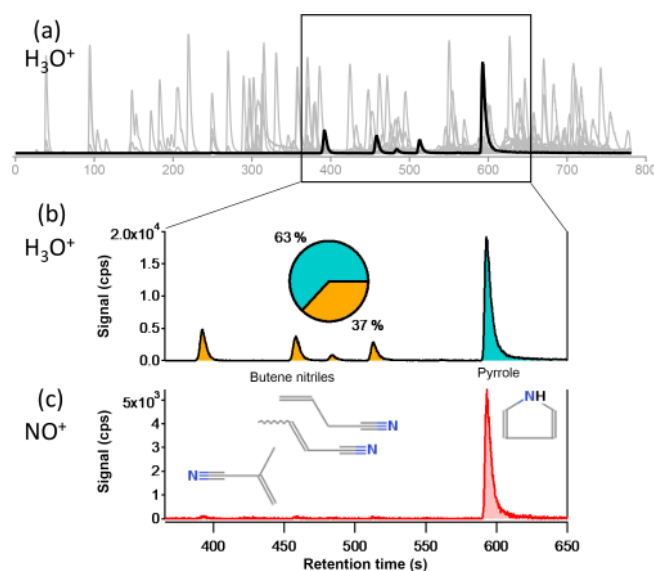 (a)
H₃O⁺
0 100 200 300 400 500 600 700 800
(b)
H₃O⁺
Signal (cps)
2.0x10⁴
1.5
1.0
0.5
0.0
63 %
37 %
Butene nitriles
Pyrrole
(c)
NO⁺
Signal (cps)
5x10³
4
3
2
1
0
N
N
N
NH
400 450 500 550 600 650
Retention time (s)